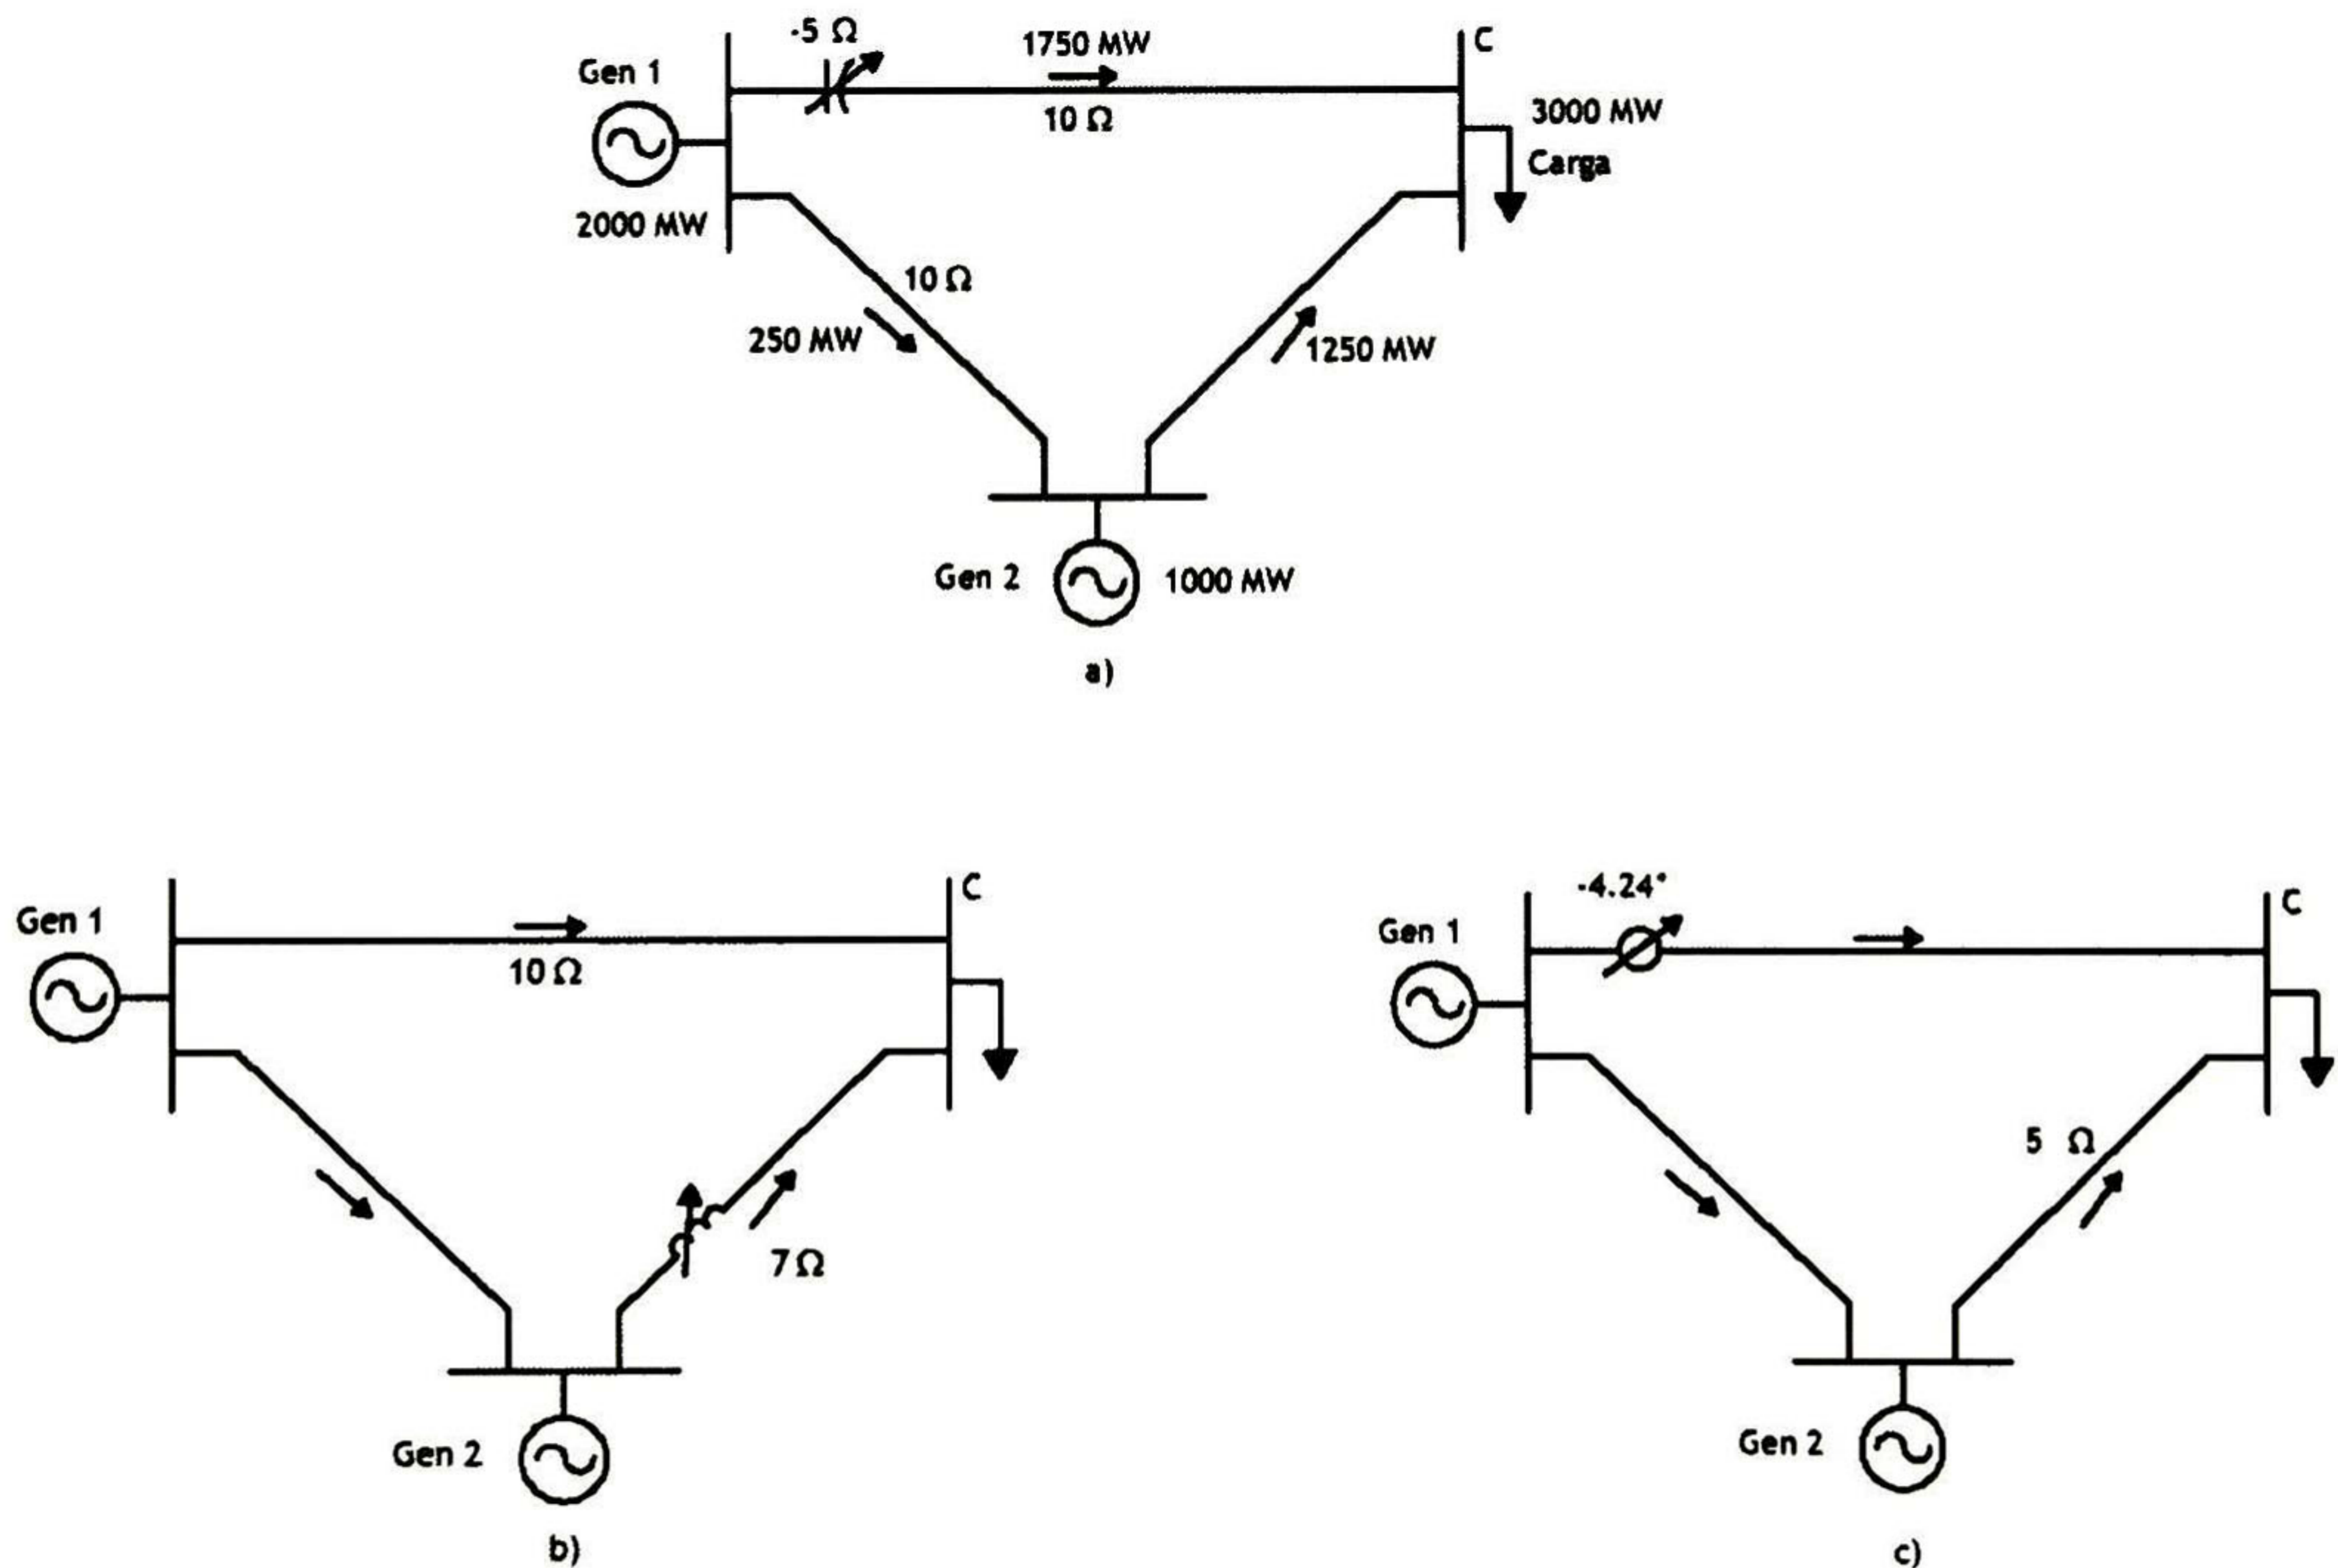 -5 Ω
1750 MW
C
Gen 1
10 Ω
3000 MW
Carga
2000 MW
10 Ω
250 MW
1250 MW
Gen 2
1000 MW
a)
C
Gen 1
10 Ω
7 Ω
Gen 2
b)
-4.24°
C
Gen 1
5 Ω
Gen 2
c)